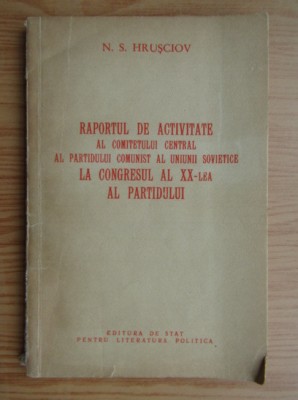 N. S. HRUȘCIOV
RAPORTUL DE ACTIVITATE
AL COMITETULUI CENTRAL
AL PARTIDULUI COMUNIST AL UNIUNII SOVIETICE
LA CONGRESUL AL XX-LEA
AL PARTIDULUI
EDITURA DE STAT
PENTRU LITERATURA POLITICA